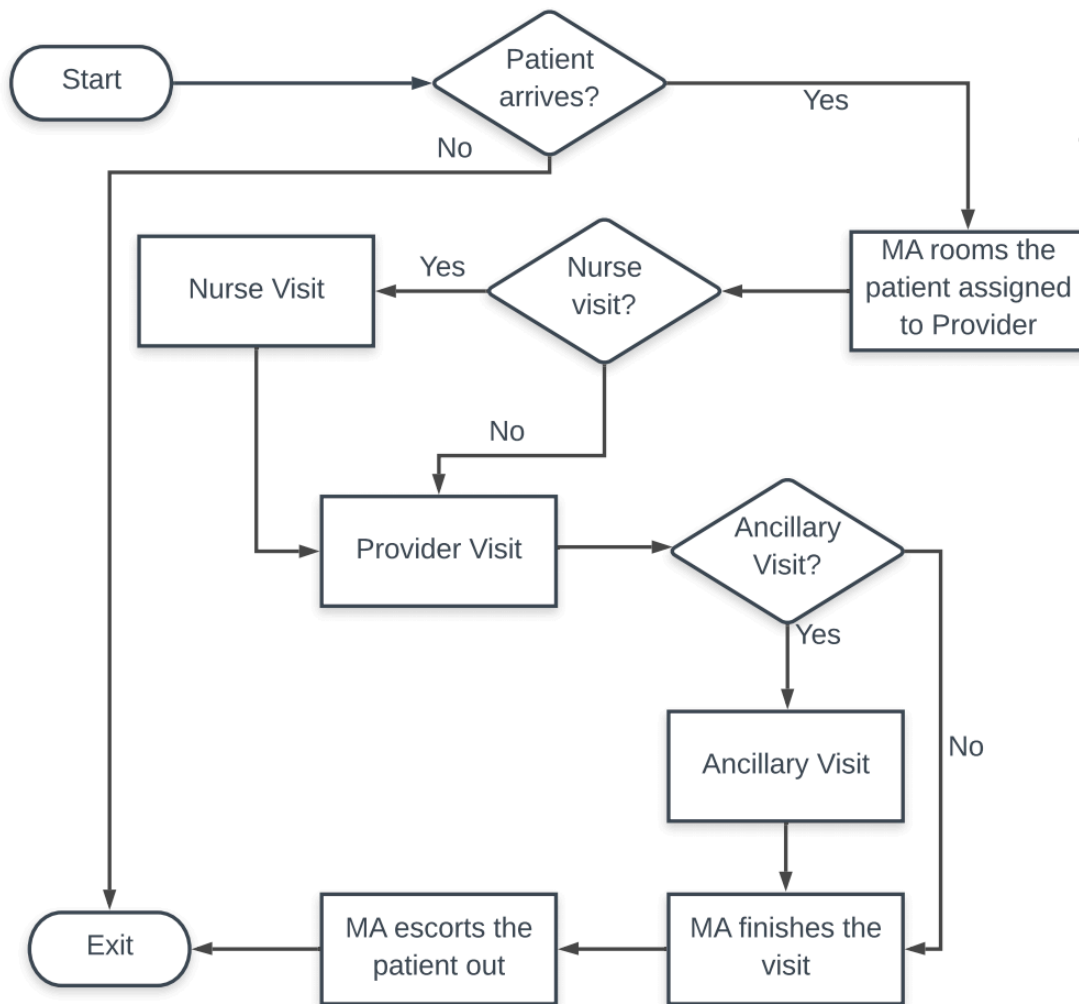 Start
Patient
arrives?
Yes
No
MA rooms the
patient assigned
to Provider
Nurse
visit?
Yes
Nurse Visit
No
Provider Visit
Ancillary
Visit?
Yes
No
Ancillary Visit
MA finishes the
visit
MA escorts the
patient out
Exit